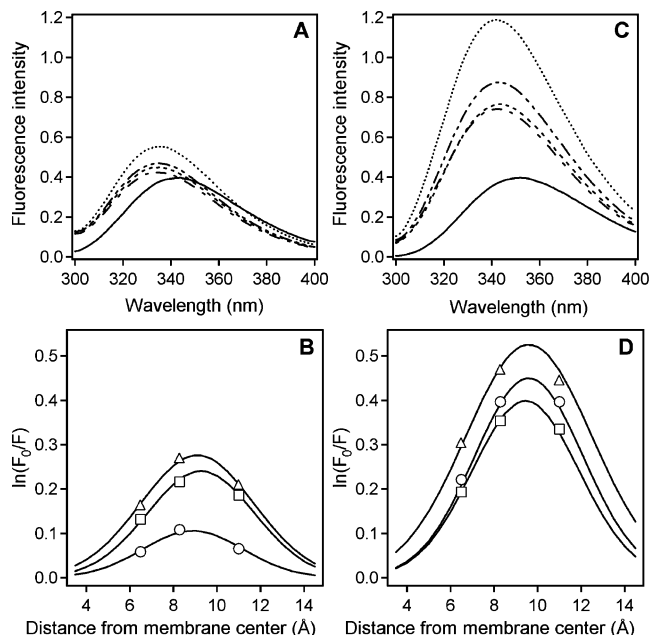 A
Fluorescence intensity
1.2
1.0
0.8
0.6
0.4
0.2
0.0
300 320 340 360 380 400
Wavelength (nm)
C
Fluorescence intensity
1.2
1.0
0.8
0.6
0.4
0.2
0.0
300 320 340 360 380 400
Wavelength (nm)
B
ln(F₀/F)
0.5
0.4
0.3
0.2
0.1
0.0
4 6 8 10 12 14
Distance from membrane center (Å)
D
ln(F₀/F)
0.5
0.4
0.3
0.2
0.1
0.0
4 6 8 10 12 14
Distance from membrane center (Å)